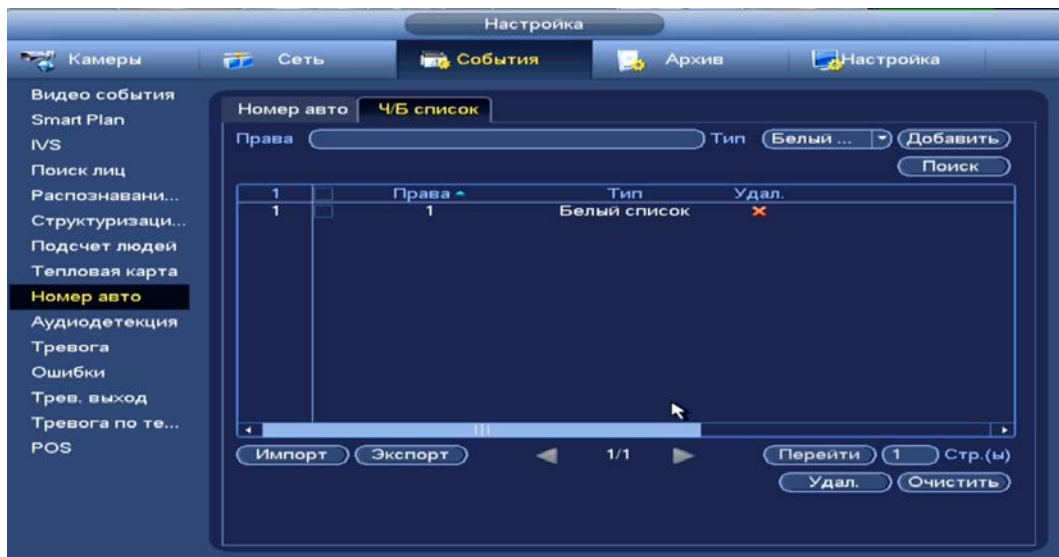 Настройка
Камеры Сеть События Архив Настройка
Видео события
Smart Plan
IVS
Поиск лиц
Распознавани...
Структуризаци...
Подсчет людей
Тепловая карта
Номер авто
Аудиодетекция
Тревога
Ошибки
Трев. выход
Тревога по те...
POS
Номер авто Ч/Б список
Права Тип Белый ... Добавить
Поиск
1 Права Тип Удал.
1 1 Белый список
Импорт Экспорт 1/1 Перейти 1 Стр.(ы)
Удал. Очистить